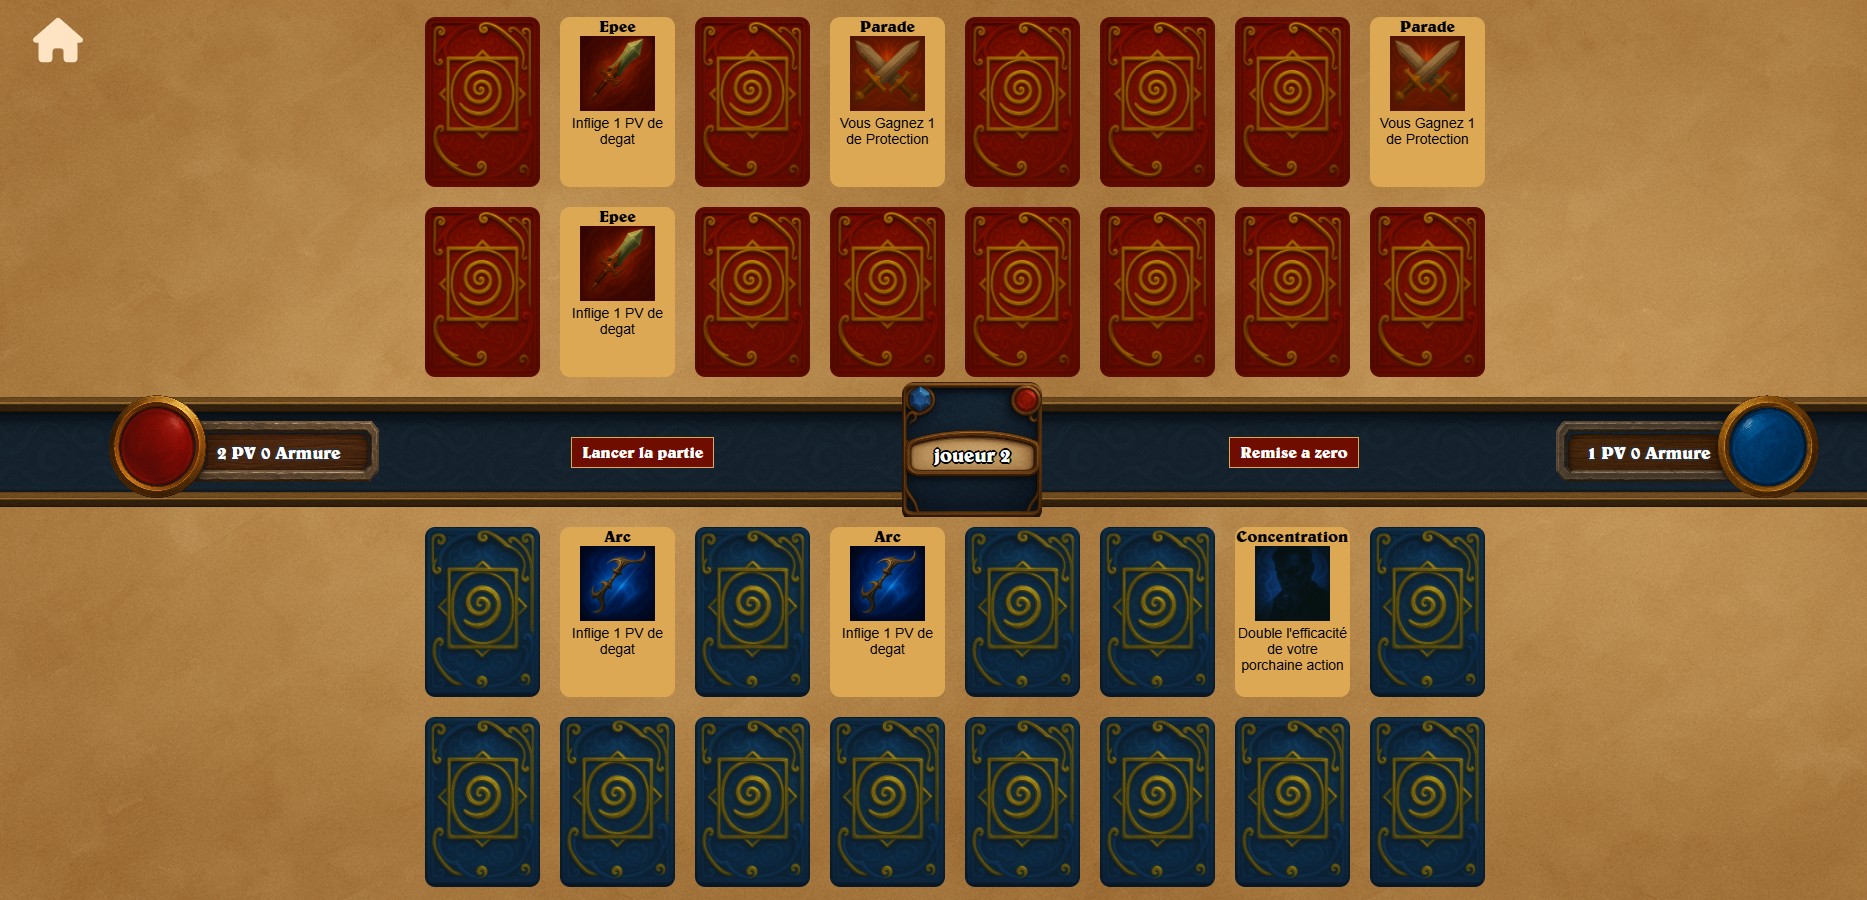 Epee
Inflige 1 PV de
degat
Parade
Vous Gagnez 1
de Protection
Parade
Vous Gagnez 1
de Protection
Epee
Inflige 1 PV de
degat
2 PV 0 Armure
Lancer la partie
joueur 2
Remise a zero
1 PV 0 Armure
Arc
Inflige 1 PV de
degat
Arc
Inflige 1 PV de
degat
Concentration
Double l'efficacité
de votre
porchaine action